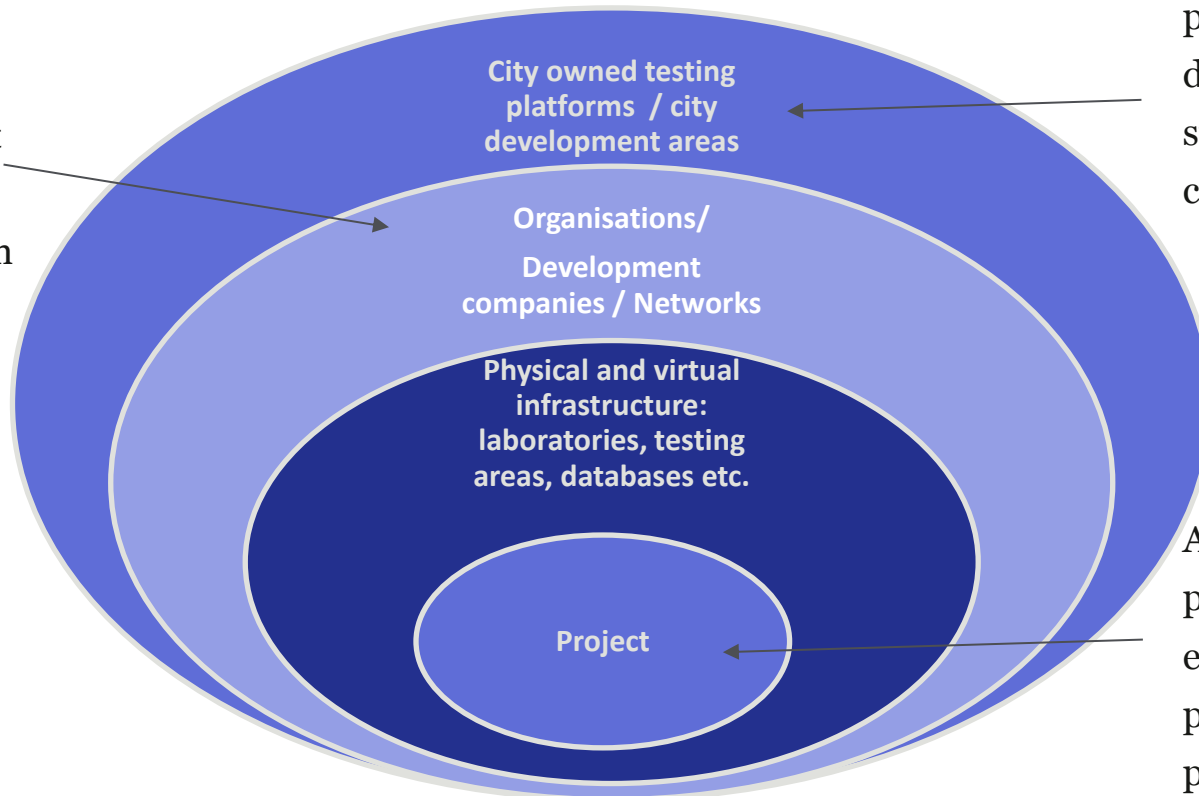 City owned testing
platforms / city
development areas
Organisations/
Development
companies / Networks
Physical and virtual
infrastructure:
laboratories, testing
areas, databases etc.
Project